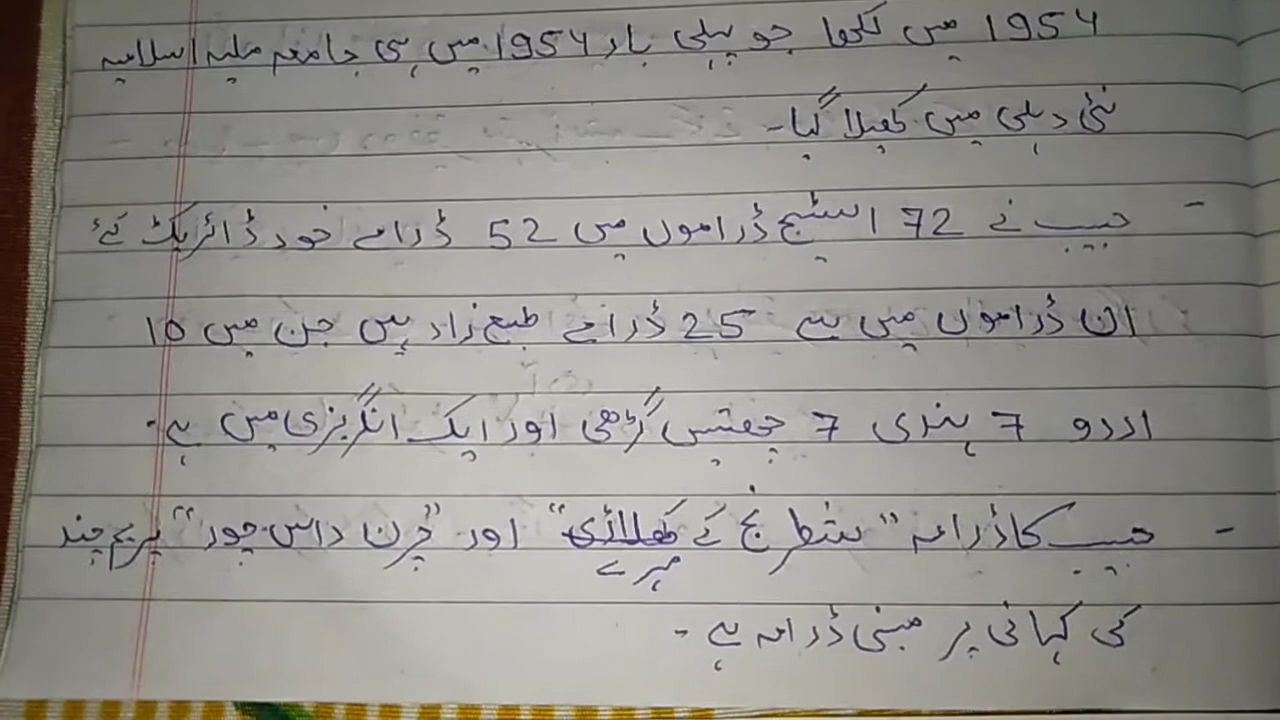 1954 میں لکھا جو پہلی بار 1954 میں ہی جامعہ ملیہ اسلامیہ
نئی دہلی میں کھیلا گیا۔
- حبیب نے 72 اسٹیج ڈراموں میں 52 ڈرامے خود ڈائریکٹ کئے
ان ڈراموں میں سے 25 ڈرامے طبع زاد ہیں جن میں 10
اردو 7 ہندی 7 چھتیس گڑھی اور ایک انگریزی میں ہے۔
- حبیب کا ڈرامہ "شطرنج کے کھلاڑی" اور "چرن داس چور" پریم چند
مہرے
کی کہانی پر مبنی ڈرامہ ہے۔